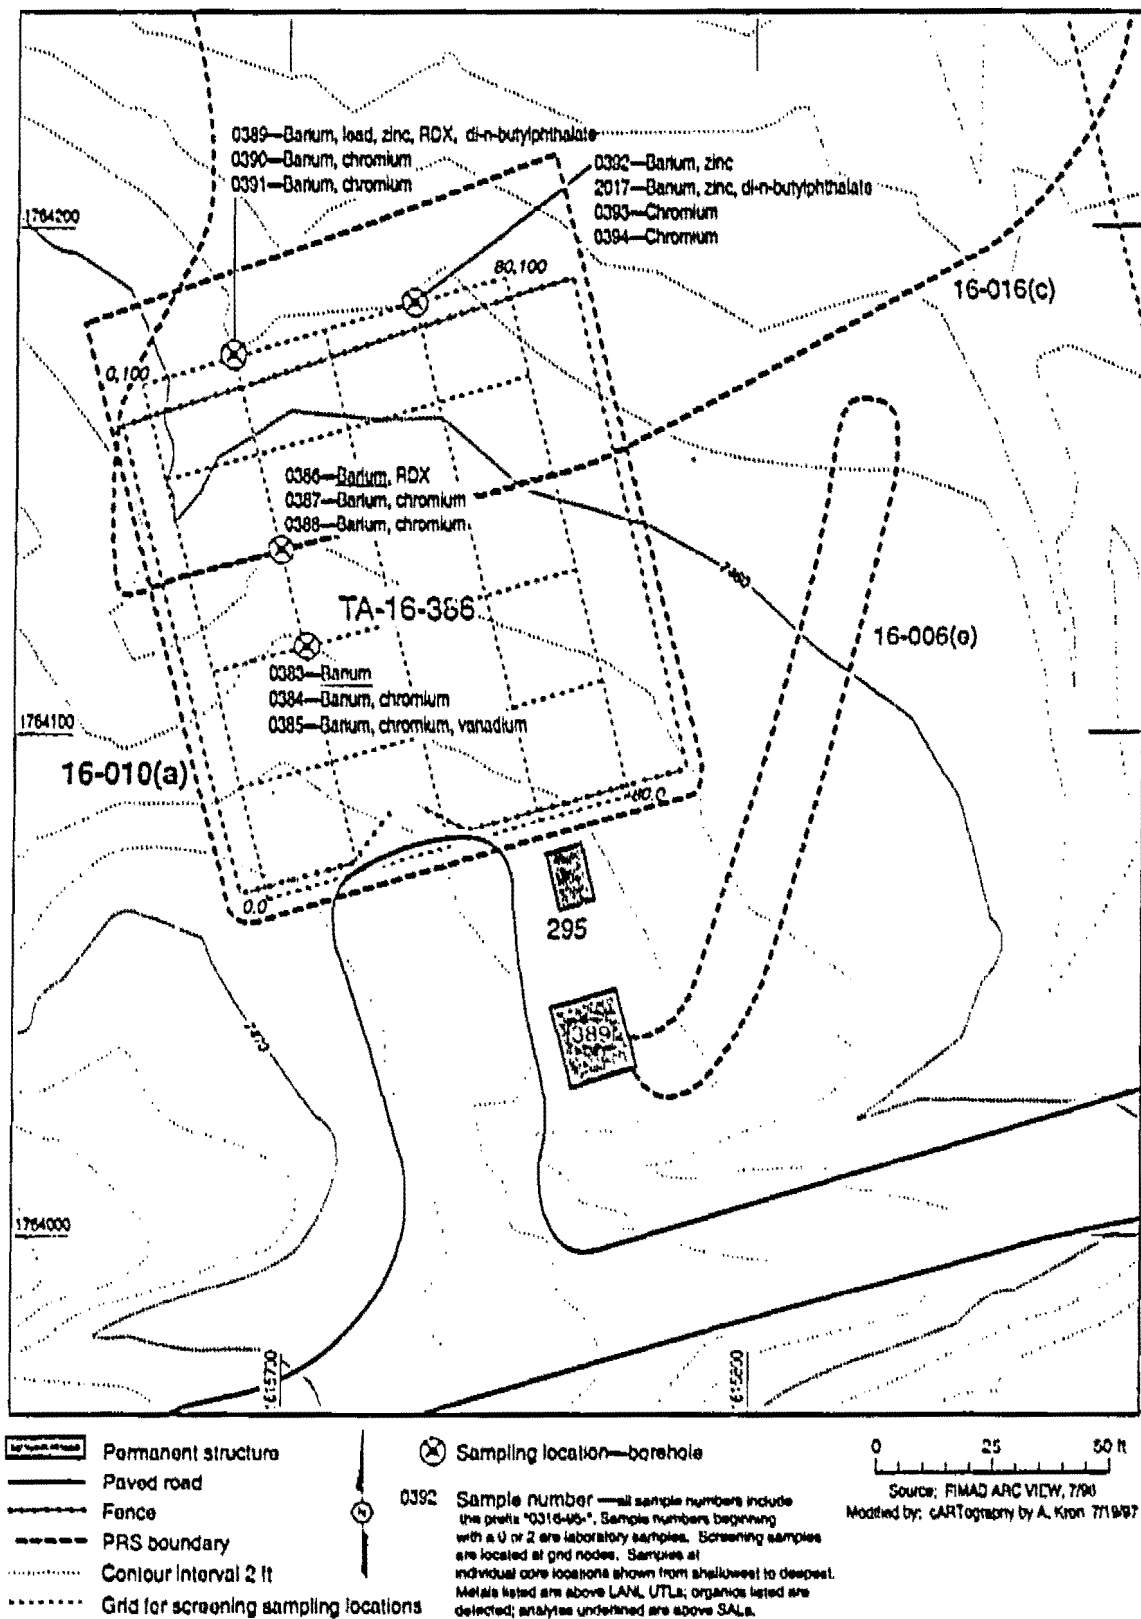 0389—Barium, lead, zinc, RDX, di-n-butylphthalate
0390—Barium, chromium
0391—Barium, chromium
0392—Barium, zinc
2017—Barium, zinc, di-n-butylphthalate
0393—Chromium
0394—Chromium
1764200
80,100
16-016(c)
0,100
0386—Barium, RDX
0387—Barium, chromium
0388—Barium, chromium
7460
TA-16-386
16-006(e)
0383—Barium
0384—Barium, chromium
0385—Barium, chromium, vanadium
1764100
16-010(a)
80,0
0,0
295
389
1764000
1615700
1615800
Permanent structure
Paved road
Fence
PRS boundary
Contour interval 2 ft
Grid for screening sampling locations
N
Sampling location—borehole
0392 Sample number —all sample numbers include
the prefix "0316-95-". Sample numbers beginning
with a 0 or 2 are laboratory samples. Screening samples
are located at grid nodes. Samples at
individual core locations shown from shallowest to deepest.
Metals listed are above LANL UTLs; organics listed are
detected; analytes underlined are above SALs.
0 25 50 ft
Source: FIMAD ARC VIEW, 7/96
Modified by: cARTography by A. Kron 7/19/97